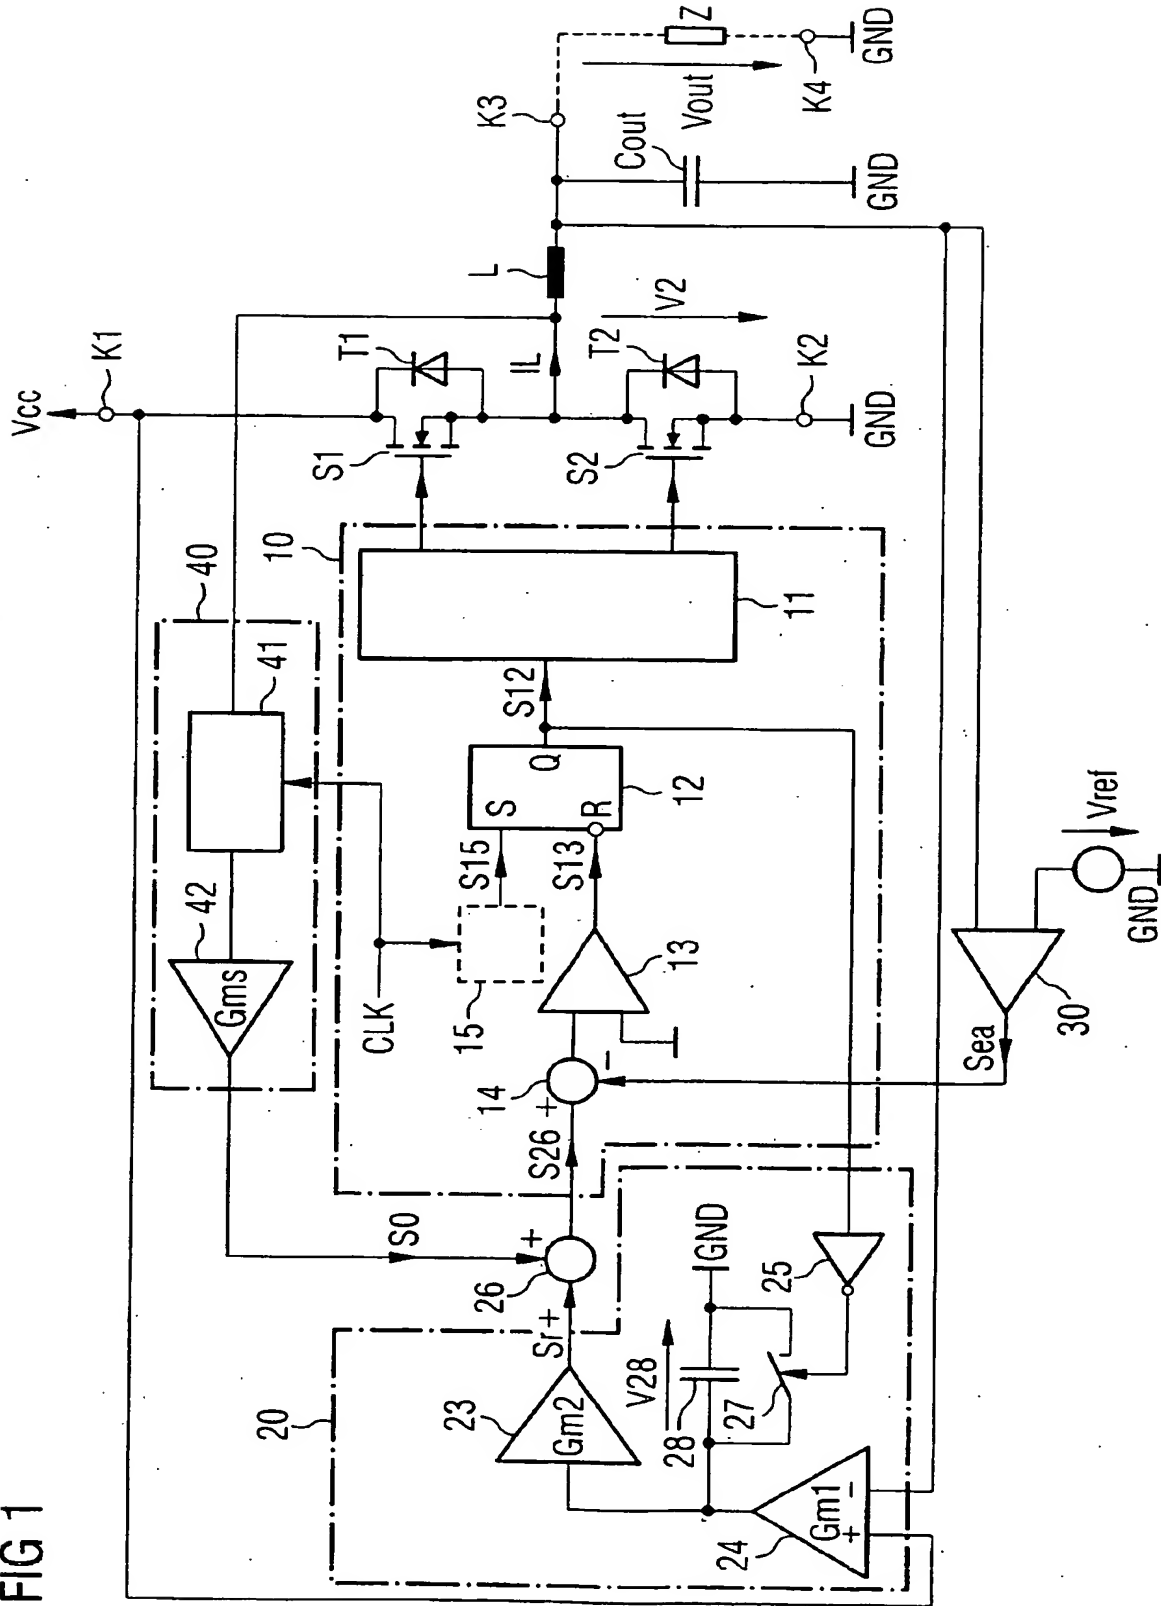 FIG 1
Vcc
K1
40
41
42
Gms
S0
CLK
10
11
S1
T1
IL
L
S2
T2
V2
K2
GND
K3
Z
Vout
K4
GND
Cout
GND
S12
Q
S
R
12
S15
S13
15
13
14
+
-
S26
+
+
26
Sr
20
23
Gm2
V28
28
GND
27
25
24
Gm1
+
-
Sea
30
Vref
GND